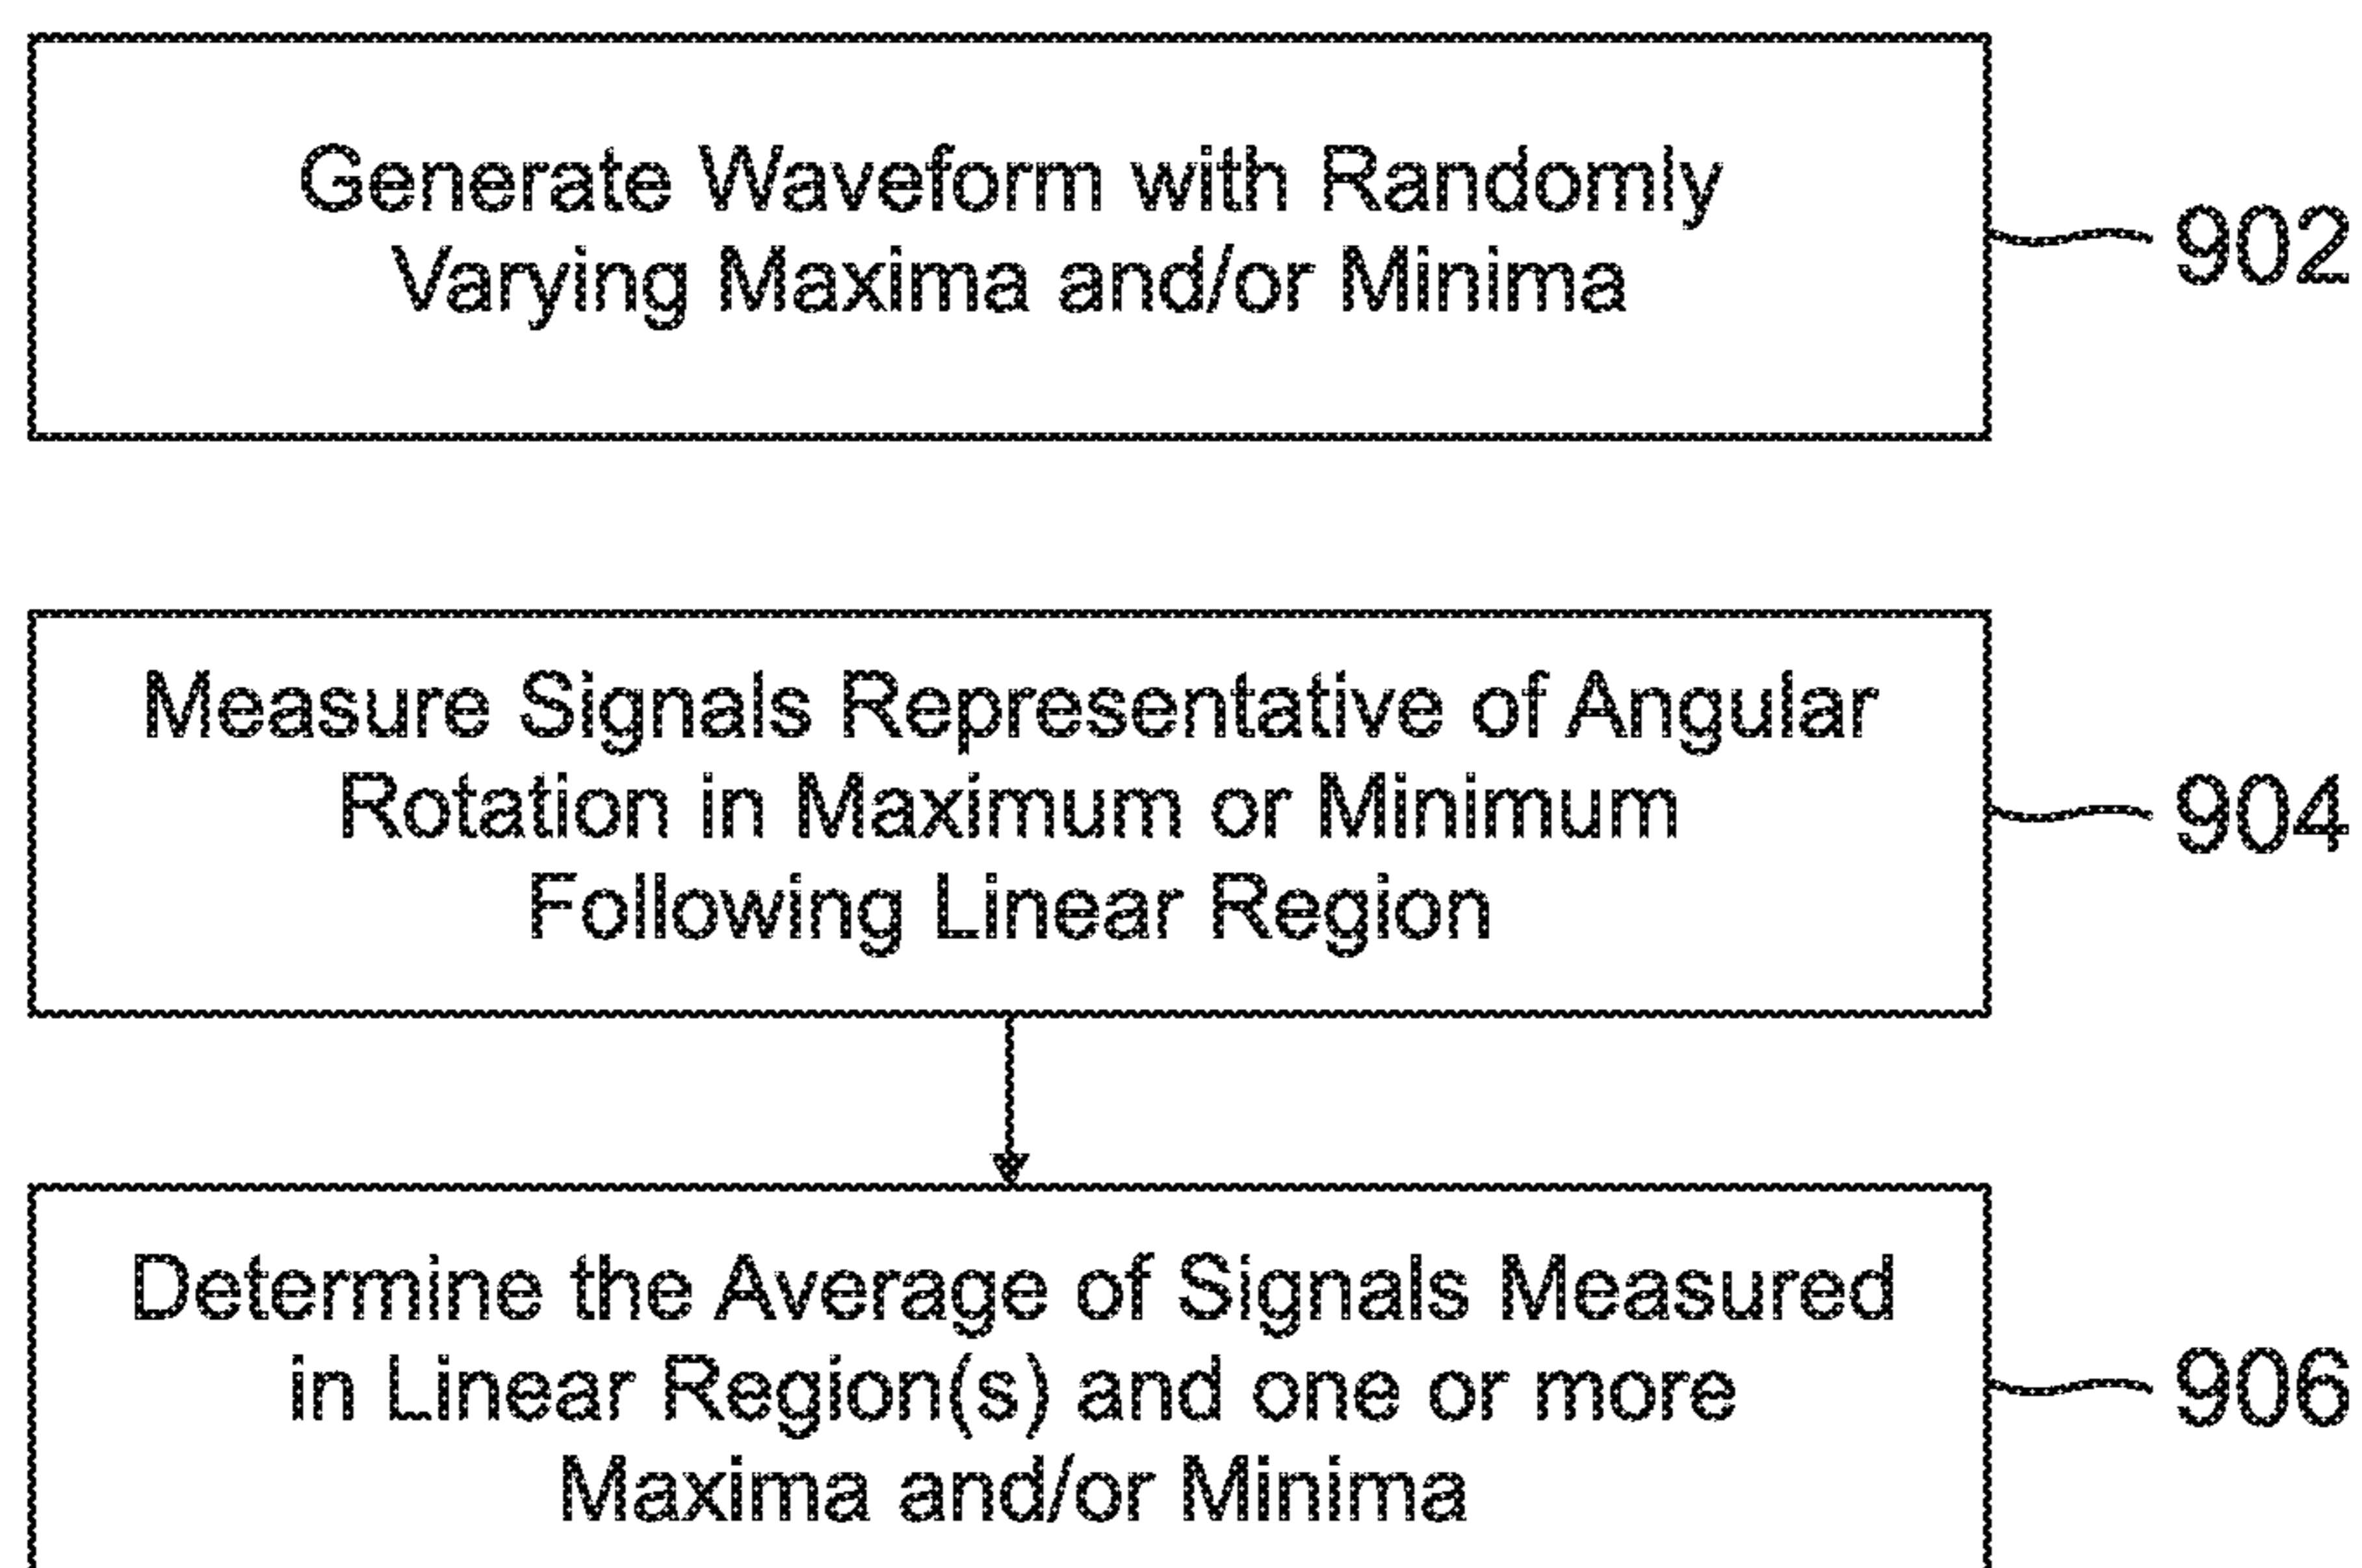 Generate Waveform with Randomly
Varying Maxima and/or Minima
902
Measure Signals Representative of Angular
Rotation in Maximum or Minimum
Following Linear Region
904
Determine the Average of Signals Measured
in Linear Region(s) and one or more
Maxima and/or Minima
906